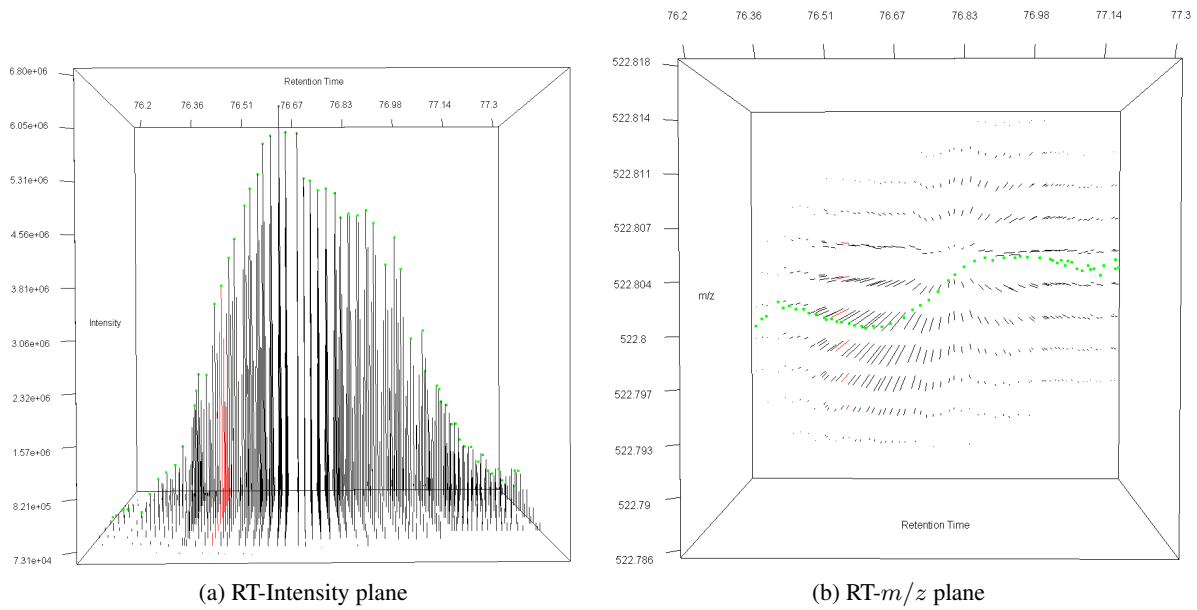 76.2 76.36 76.51 76.67 76.83 76.98 77.14 77.3
6.80e+06
Retention Time
76.2 76.36 76.51 76.67 76.83 76.98 77.14 77.3
6.05e+06
5.31e+06
4.56e+06
3.81e+06
Intensity
3.06e+06
2.32e+06
1.57e+06
8.21e+05
7.31e+04
522.818
522.814
522.811
522.807
522.804
m/z
522.8
522.797
522.793
522.79
Retention Time
522.786
(a) RT-Intensity plane
(b) RT-m/z plane